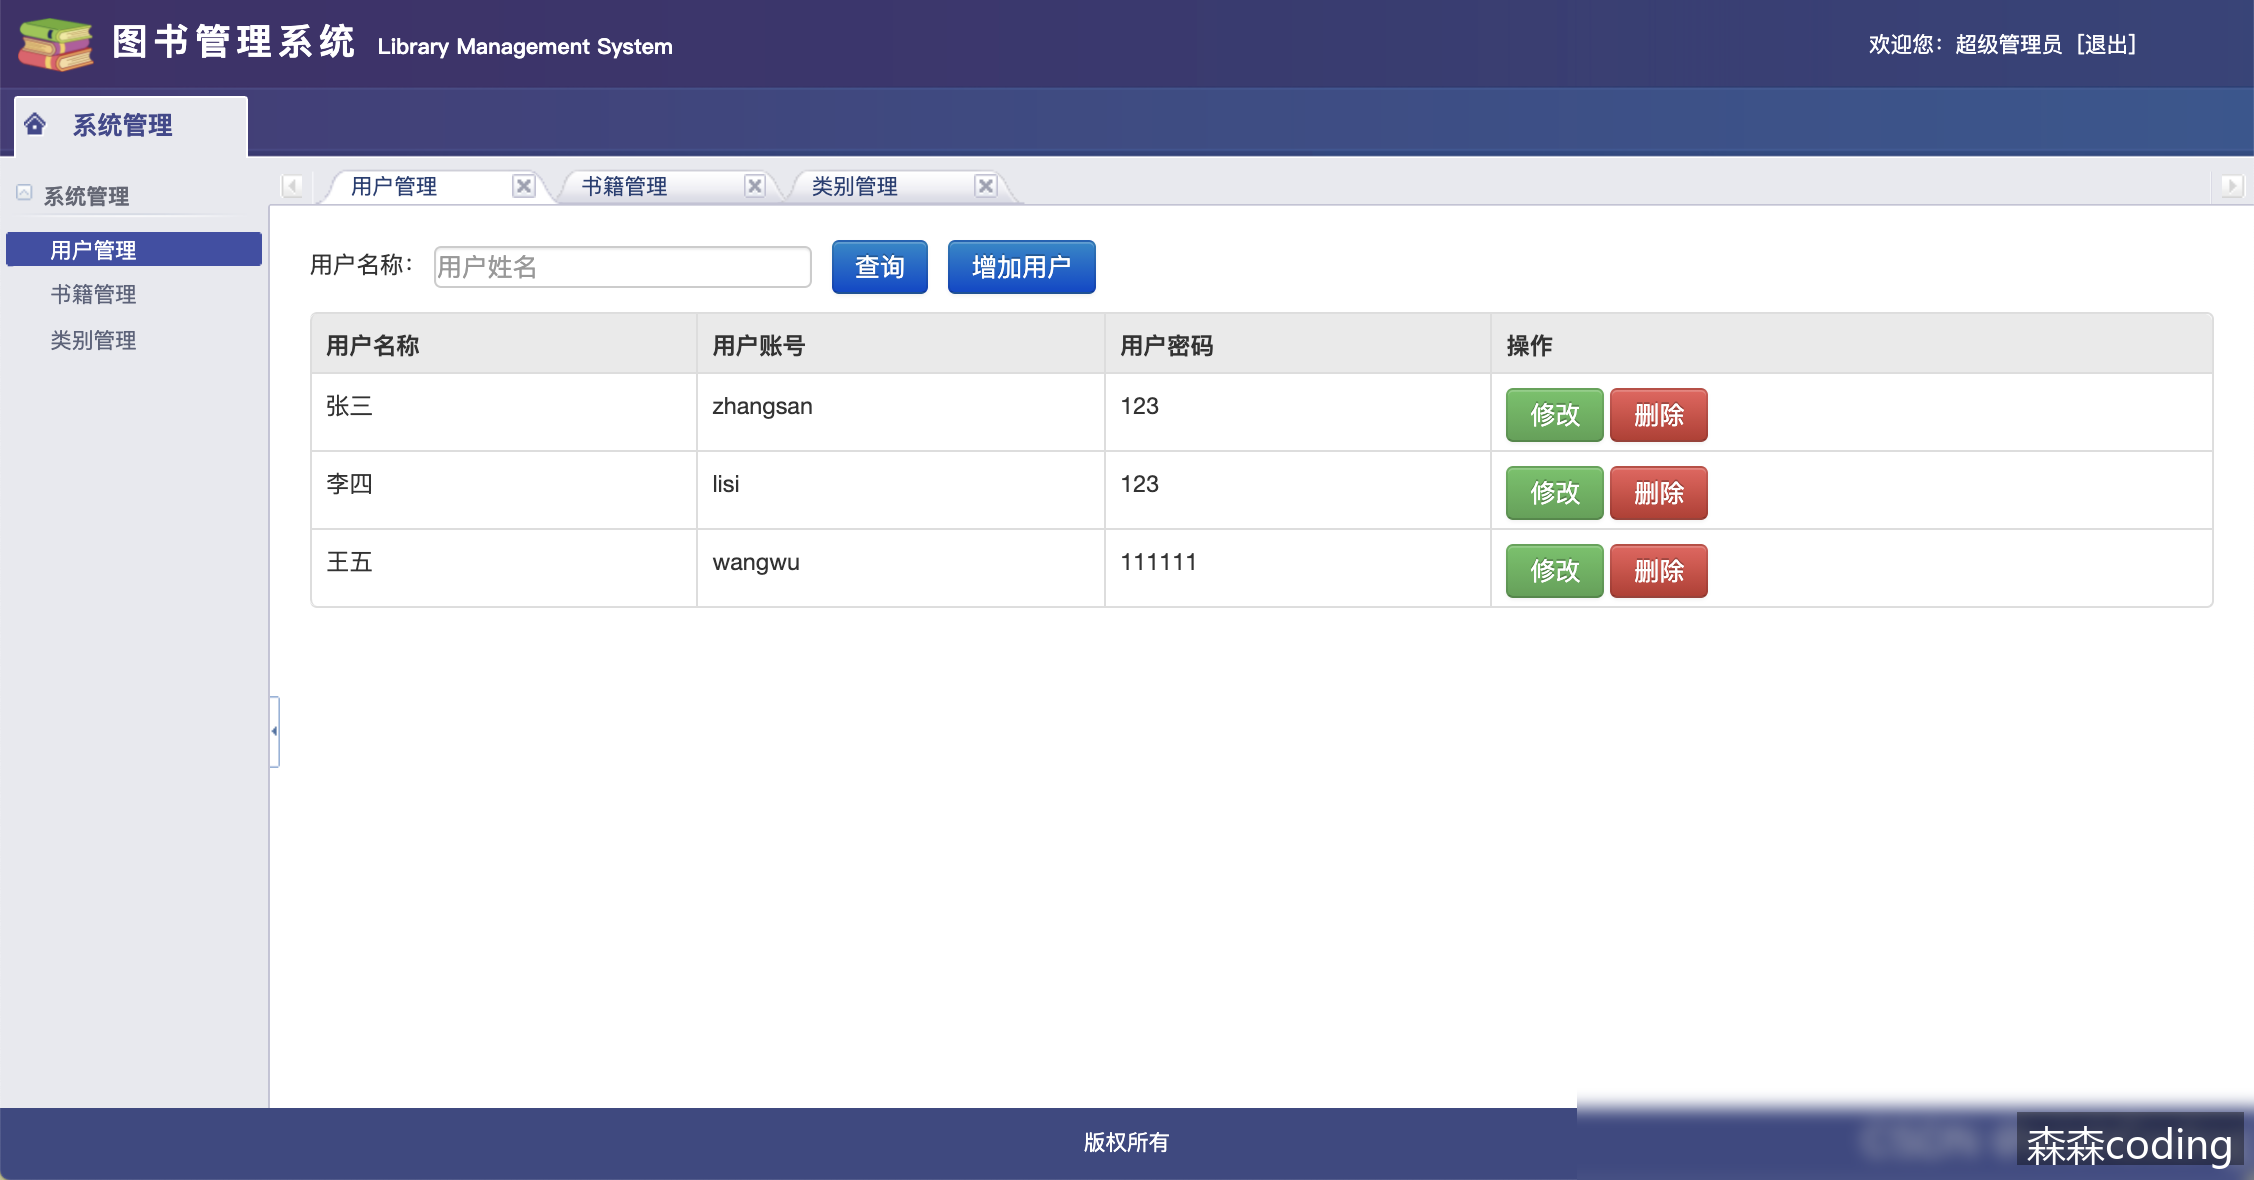 图书管理系统 Library Management System
欢迎您：超级管理员 [退出]
系统管理
系统管理
用户管理
书籍管理
类别管理
用户管理 书籍管理 类别管理
用户名称： 用户姓名 查询 增加用户
用户名称 用户账号 用户密码 操作
张三 zhangsan 123 修改 删除
李四 lisi 123 修改 删除
王五 wangwu 111111 修改 删除
版权所有
森森coding